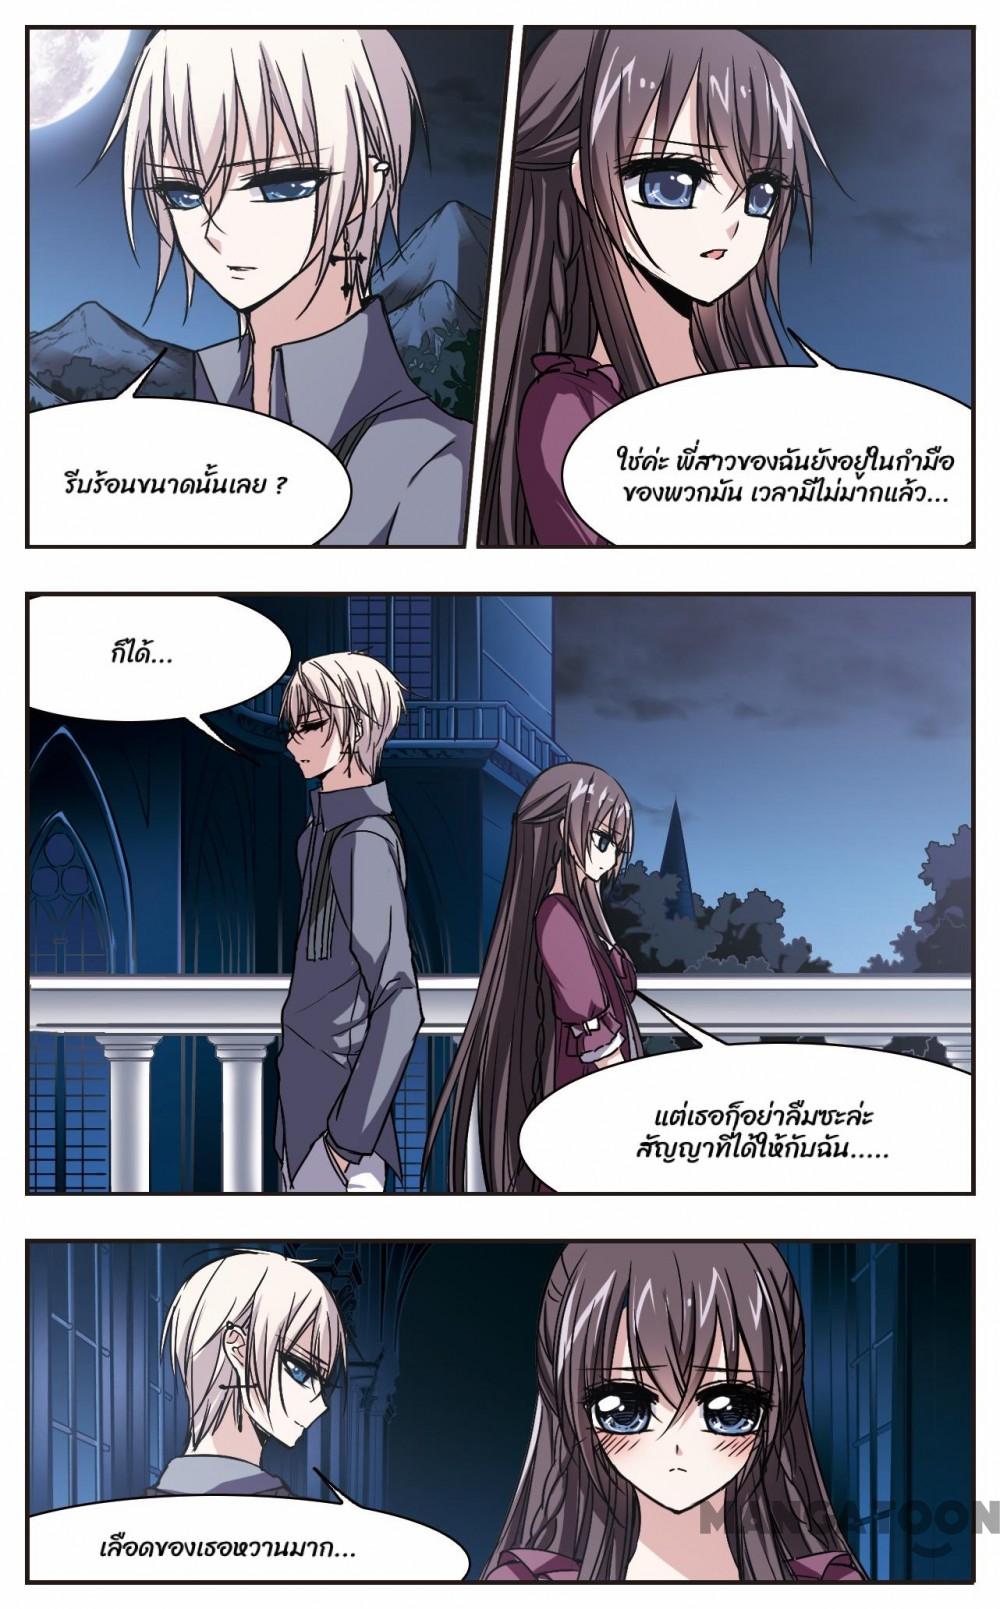 รีบร้อนขนาดนั้นเลย ?
ใช่ค่ะ พี่สาวของฉันยังอยู่ในกำมือ
ของพวกมัน เวลามีไม่มากแล้ว...
ก็ได้...
แต่เธอก็อย่าลืมซะล่ะ
สัญญาที่ได้ให้กับฉัน.....
เลือดของเธอหวานมาก...
MANGATOON